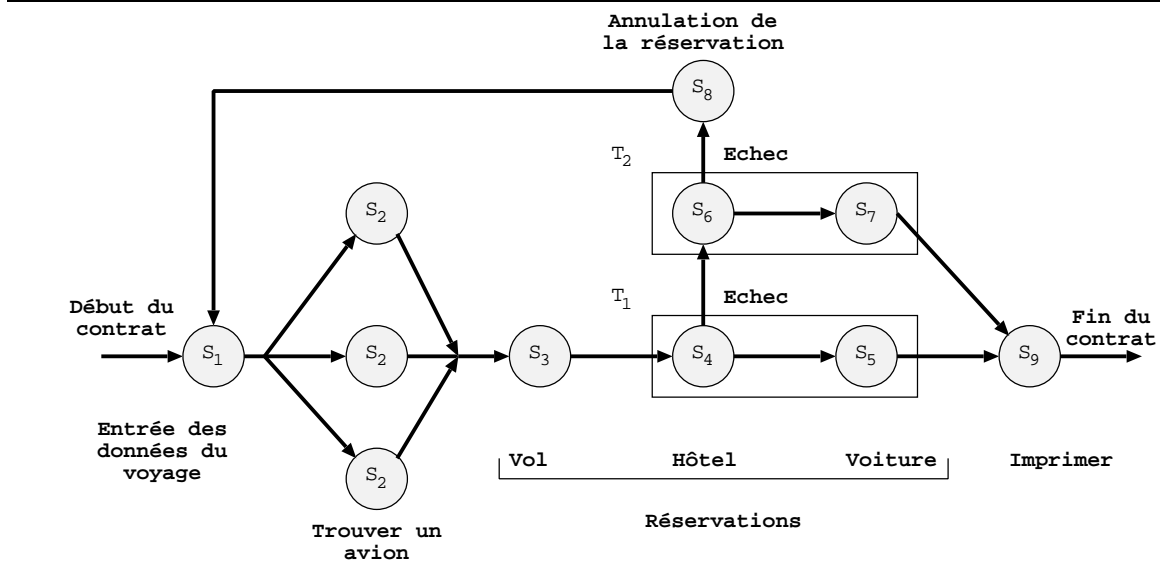 Annulation de
la réservation
S8
T2
Echec
S2
S6
S7
T1
Echec
Début du
contrat
Fin du
contrat
S1
S2
S3
S4
S5
S9
Entrée des
données du
voyage
S2
Vol
Hôtel
Voiture
Imprimer
Trouver un
avion
Réservations